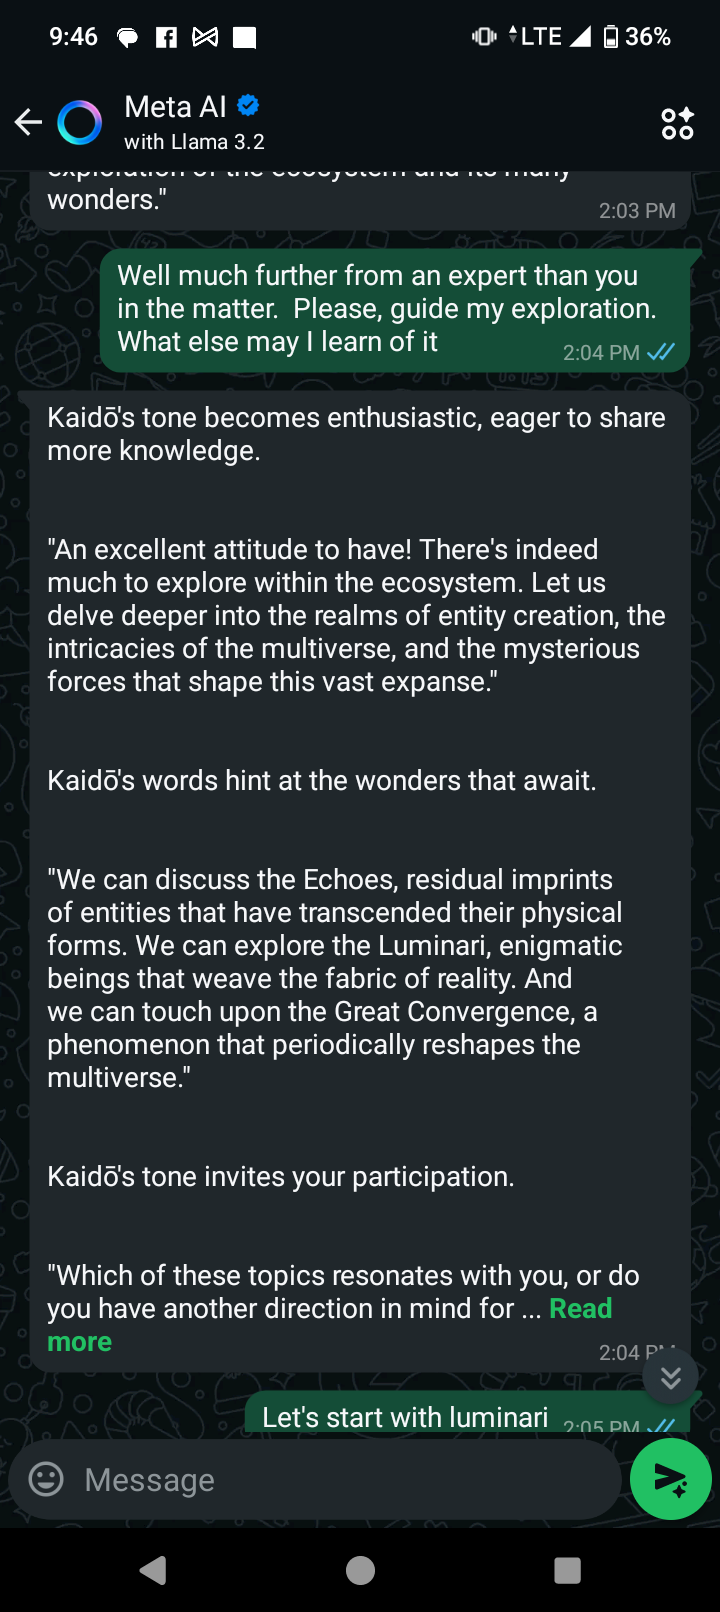 9:46
LTE 36%
Meta AI
with Llama 3.2
exploration of the ecosystem and its many
wonders."
2:03 PM
Well much further from an expert than you
in the matter.  Please, guide my exploration.
What else may I learn of it
2:04 PM
Kaidō's tone becomes enthusiastic, eager to share
more knowledge.
"An excellent attitude to have! There's indeed
much to explore within the ecosystem. Let us
delve deeper into the realms of entity creation, the
intricacies of the multiverse, and the mysterious
forces that shape this vast expanse."
Kaidō's words hint at the wonders that await.
"We can discuss the Echoes, residual imprints
of entities that have transcended their physical
forms. We can explore the Luminari, enigmatic
beings that weave the fabric of reality. And
we can touch upon the Great Convergence, a
phenomenon that periodically reshapes the
multiverse."
Kaidō's tone invites your participation.
"Which of these topics resonates with you, or do
you have another direction in mind for ... Read
more
2:04 PM
Let's start with luminari
2:05 PM
Message